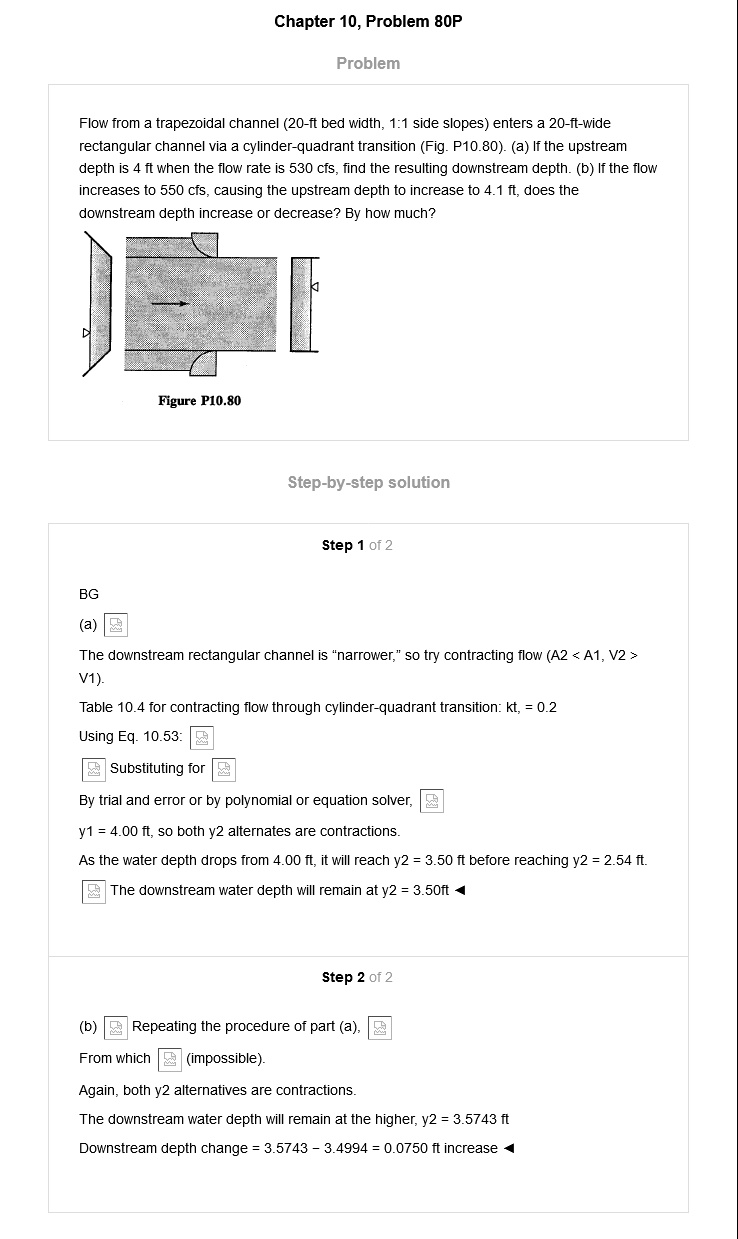 Chapter 10, Problem 80P
Problem
Flow from a trapezoidal channel (20-ft bed width, 1:1 side slopes) enters a 20-ft-wide
rectangular channel via a cylinder-quadrant transition (Fig. P10.80). (a) If the upstream
depth is 4 ft when the flow rate is 530 cfs, find the resulting downstream depth. (b) If the flow
increases to 550 cfs, causing the upstream depth to increase to 4.1 ft, does the
downstream depth increase or decrease? By how much?
Figure P10.80
Step-by-step solution
Step 1 of 2
BG
(a)
The downstream rectangular channel is “narrower,” so try contracting flow (A2 < A1, V2 >
V1).
Table 10.4 for contracting flow through cylinder-quadrant transition: kt, = 0.2
Using Eq. 10.53:
Substituting for
By trial and error or by polynomial or equation solver,
y1 = 4.00 ft, so both y2 alternates are contractions.
As the water depth drops from 4.00 ft, it will reach y2 = 3.50 ft before reaching y2 = 2.54 ft.
The downstream water depth will remain at y2 = 3.50ft ◄
Step 2 of 2
(b) Repeating the procedure of part (a),
From which (impossible).
Again, both y2 alternatives are contractions.
The downstream water depth will remain at the higher, y2 = 3.5743 ft
Downstream depth change = 3.5743 − 3.4994 = 0.0750 ft increase ◄